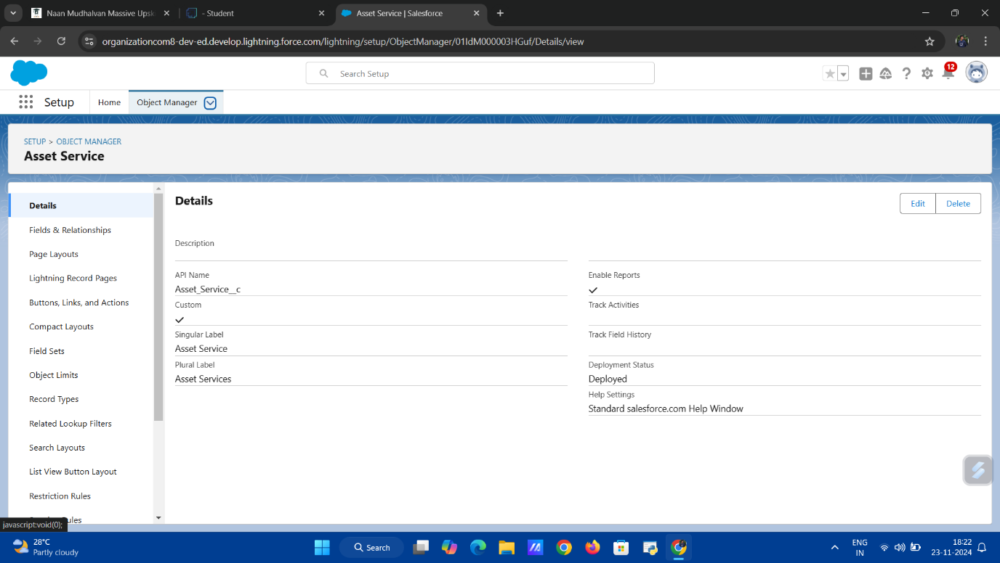 Naan Mudhalvan Massive Upsk
- Student
Asset Service | Salesforce
organizationcom8-dev-ed.develop.lightning.force.com/lightning/setup/ObjectManager/01IdM000003HGuf/Details/view
Search Setup
12
Setup
Home
Object Manager
SETUP > OBJECT MANAGER
Asset Service
Details
Fields & Relationships
Page Layouts
Lightning Record Pages
Buttons, Links, and Actions
Compact Layouts
Field Sets
Object Limits
Record Types
Related Lookup Filters
Search Layouts
List View Button Layout
Restriction Rules
Details
Edit
Delete
Description
API Name
Asset_Service__c
Custom
Singular Label
Asset Service
Plural Label
Asset Services
Enable Reports
Track Activities
Track Field History
Deployment Status
Deployed
Help Settings
Standard salesforce.com Help Window
javascript:void(0);
28°C
Partly cloudy
Search
ENG
IN
18:22
23-11-2024